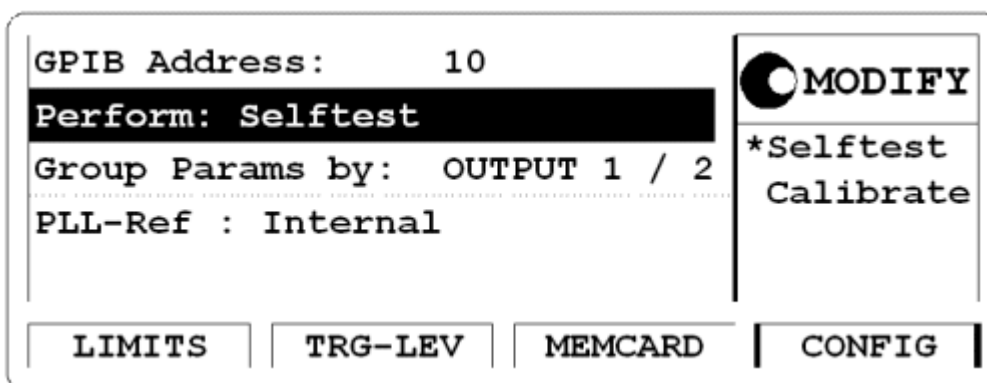 GPIB Address: 10
Perform: Selftest
Group Params by: OUTPUT 1 / 2
PLL-Ref : Internal
MODIFY
*Selftest
Calibrate
LIMITS
TRG-LEV
MEMCARD
CONFIG